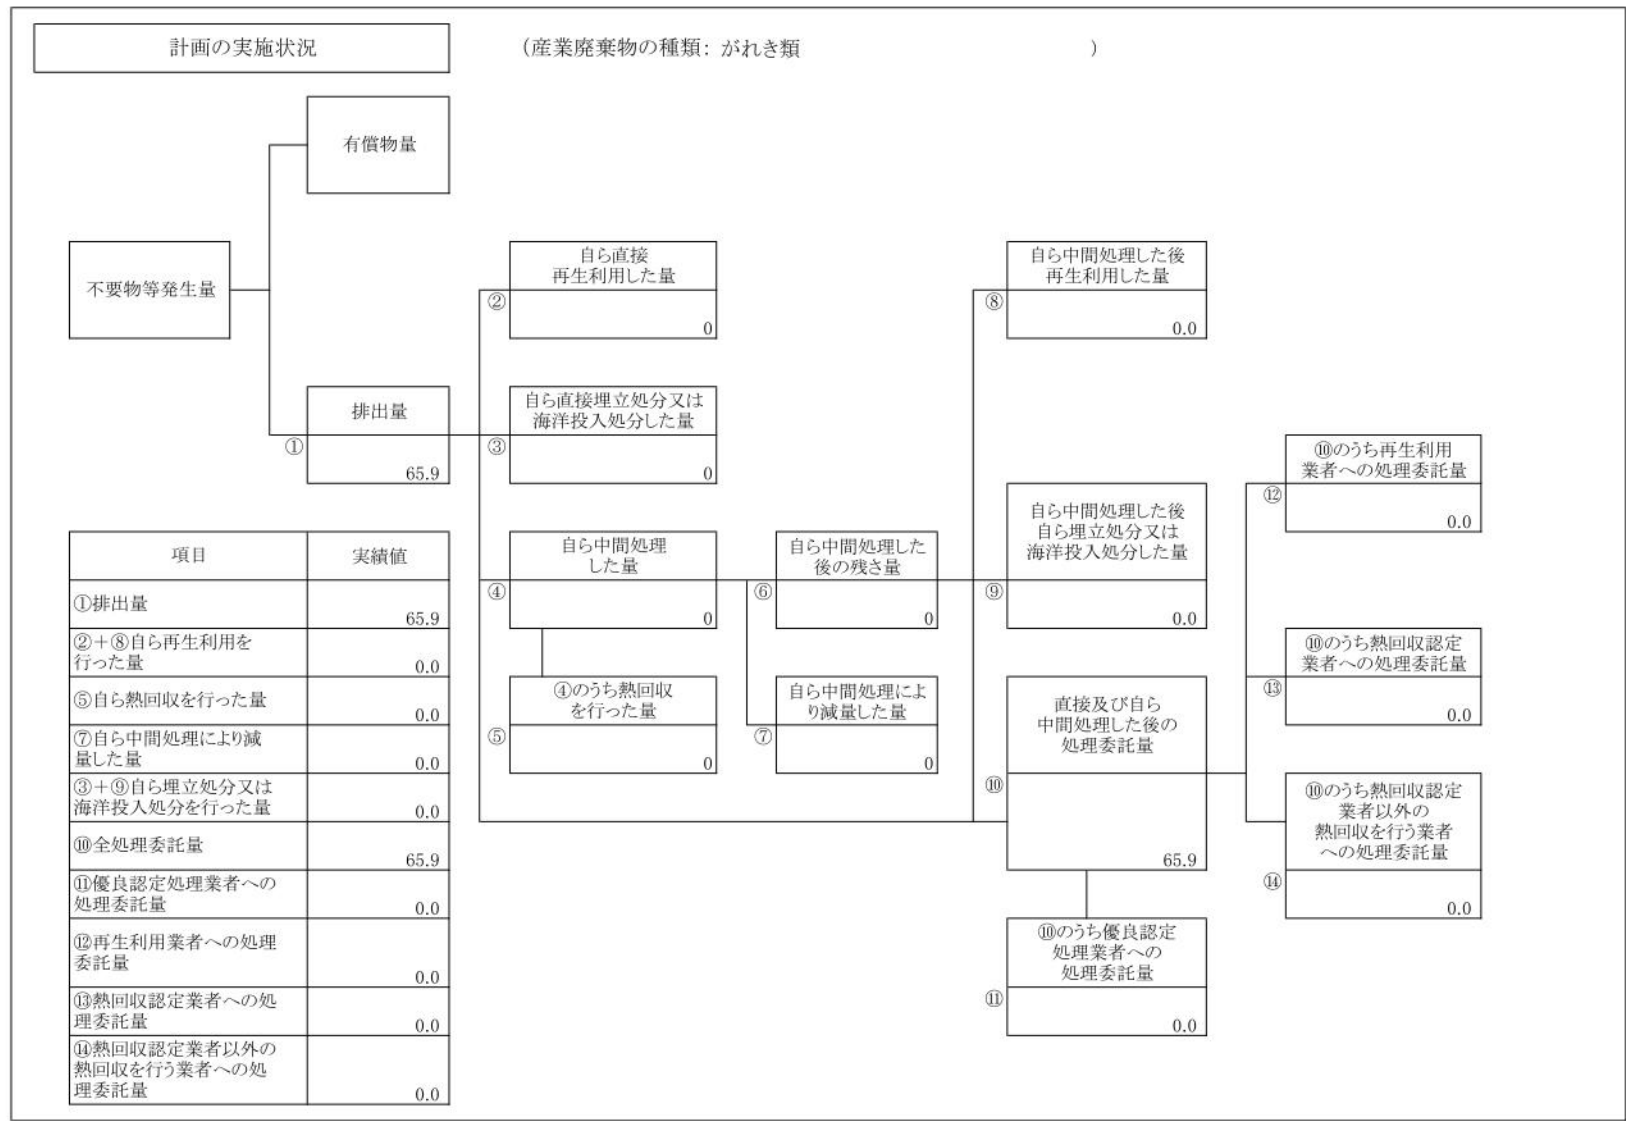 計画の実施状況
（産業廃棄物の種類： がれき類　）
有償物量
不要物等発生量
自ら直接
再生利用した量
②
0
自ら中間処理した後
再生利用した量
⑧
0.0
排出量
①
65.9
自ら直接埋立処分又は
海洋投入処分した量
③
0
⑩のうち再生利用
業者への処理委託量
⑫
0.0
自ら中間処理
した量
④
0
自ら中間処理した
後の残さ量
⑥
0
自ら中間処理した後
自ら埋立処分又は
海洋投入処分した量
⑨
0.0
⑩のうち熱回収認定
業者への処理委託量
⑬
0.0
④のうち熱回収
を行った量
⑤
0
自ら中間処理によ
り減量した量
⑦
0
直接及び自ら
中間処理した後の
処理委託量
⑩
65.9
⑩のうち熱回収認定
業者以外の
熱回収を行う業者
への処理委託量
⑭
0.0
⑩のうち優良認定
処理業者への
処理委託量
⑪
0.0
項目 実績値
①排出量
65.9
②＋⑧自ら再生利用を
行った量
0.0
⑤自ら熱回収を行った量
0.0
⑦自ら中間処理により減
量した量
0.0
③＋⑨自ら埋立処分又は
海洋投入処分を行った量
0.0
⑩全処理委託量
65.9
⑪優良認定処理業者への
処理委託量
0.0
⑫再生利用業者への処理
委託量
0.0
⑬熱回収認定業者への処
理委託量
0.0
⑭熱回収認定業者以外の
熱回収を行う業者への処
理委託量
0.0